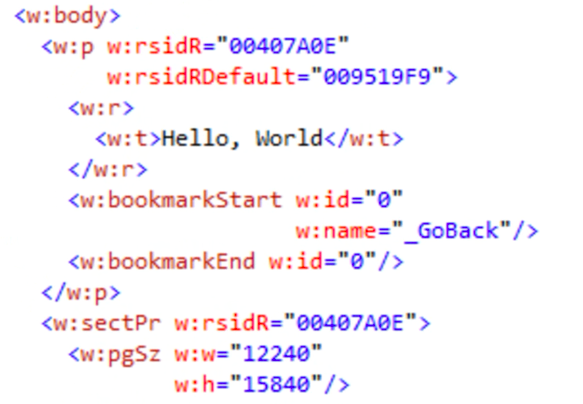 <w:body>
<w:p w:rsidR="00407A0E"
w:rsidRDefault="009519F9">
<w:r>
<w:t>Hello, World</w:t>
</w:r>
<w:bookmarkStart w:id="0"
w:name="_GoBack"/>
<w:bookmarkEnd w:id="0"/>
</w:p>
<w:sectPr w:rsidR="00407A0E">
<w:pgSz w:w="12240"
w:h="15840"/>